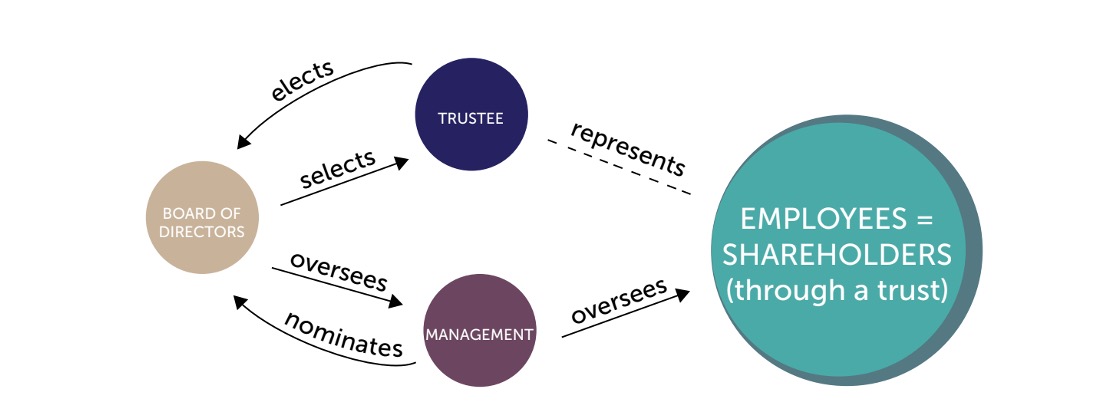 elects
TRUSTEE
represents
selects
BOARD OF
DIRECTORS
EMPLOYEES =
SHAREHOLDERS
(through a trust)
oversees
oversees
nominates
MANAGEMENT